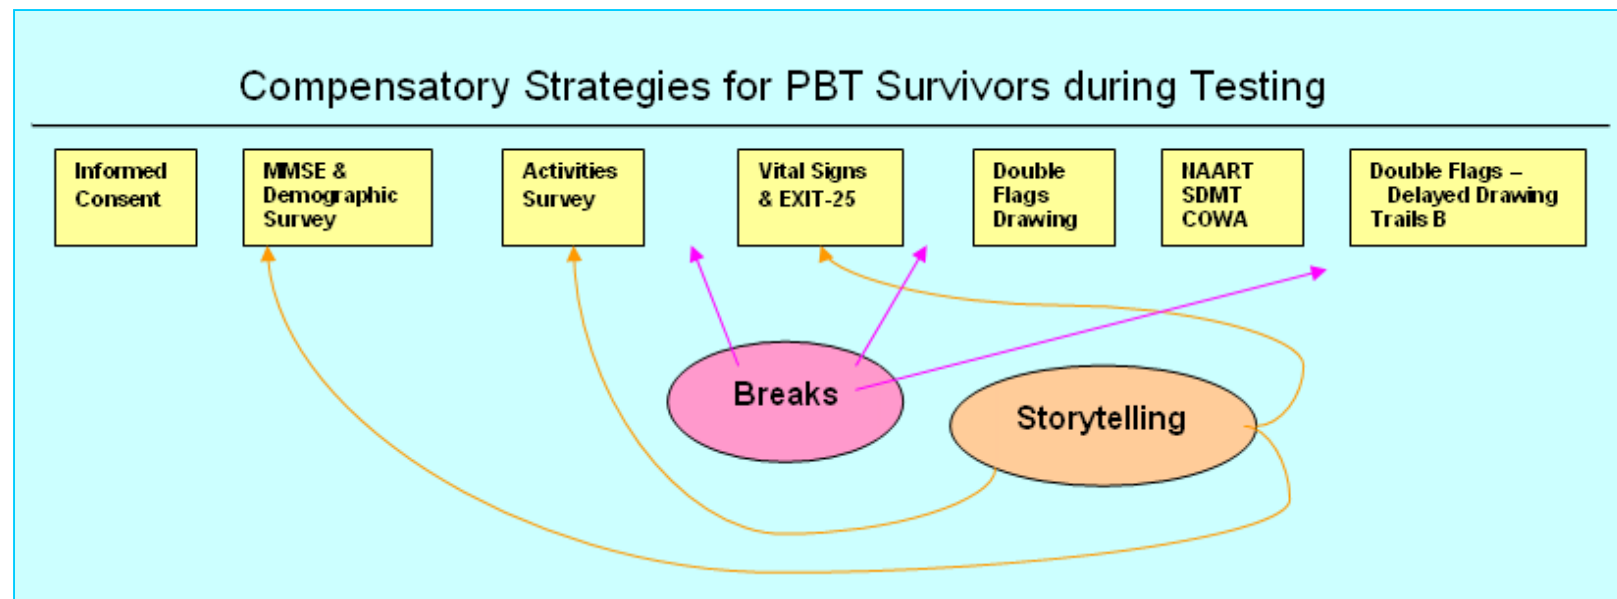 Compensatory Strategies for PBT Survivors during Testing
Informed
Consent
MMSE &
Demographic
Survey
Activities
Survey
Vital Signs
& EXIT-25
Double
Flags
Drawing
NAART
SDMT
COWA
Double Flags –
Delayed Drawing
Trails B
Breaks
Storytelling